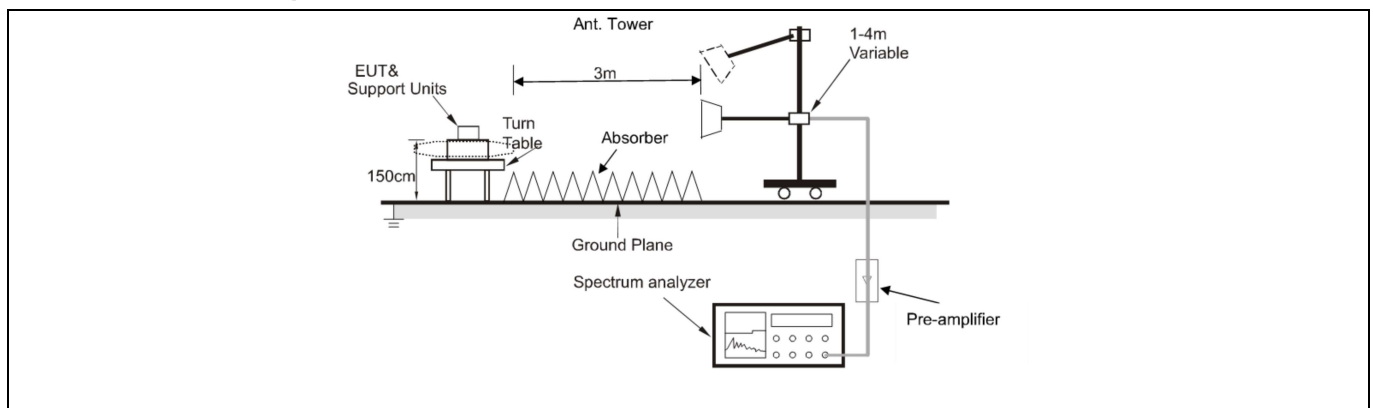 Ant. Tower
1-4m
Variable
3m
EUT&
Support Units
Turn
Table
Absorber
150cm
Ground Plane
Spectrum analyzer
Pre-amplifier